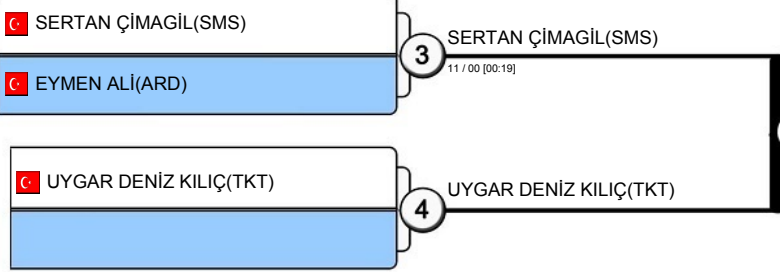 SERTAN ÇİMAGİL(SMS)
EYMEN ALİ(ARD)
3
SERTAN ÇİMAGİL(SMS)
11 / 00 [00:19]
UYGAR DENİZ KILIÇ(TKT)
4
UYGAR DENİZ KILIÇ(TKT)